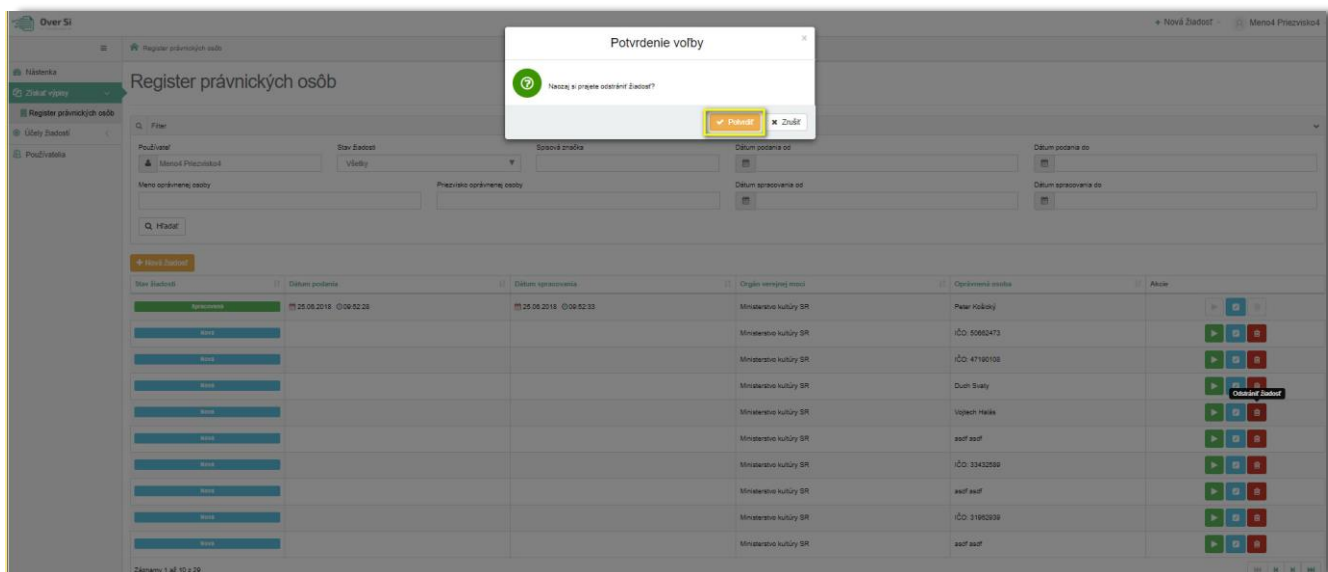 Over Si
+ Nová žiadosť
Meno4 Priezvisko4
Register právnických osôb
Potvrdenie voľby
×
Naozaj si prajete odstrániť žiadosť?
Potvrdiť
× Zrušiť
Nástenka
Získať výpisy
Register právnických osôb
Účely žiadostí
Používatelia
Register právnických osôb
Filter
Používateľ
Stav žiadosti
Spisová značka
Dátum podania od
Dátum podania do
Meno4 Priezvisko4
Všetky
Meno oprávnenej osoby
Priezvisko oprávnenej osoby
Dátum spracovania od
Dátum spracovania do
Hľadať
+ Nová žiadosť
Stav žiadosti Dátum podania Dátum spracovania Orgán verejnej moci Oprávnená osoba Akcie
Spracovaná 25.06.2018 09:52:28 25.06.2018 09:52:33 Ministerstvo kultúry SR Peter Košický
Nová Ministerstvo kultúry SR IČO: 50662473
Nová Ministerstvo kultúry SR IČO: 47190108
Nová Ministerstvo kultúry SR Duch Svaty
Odstrániť žiadosť
Nová Ministerstvo kultúry SR Vojtech Halás
Nová Ministerstvo kultúry SR asdf asdf
Nová Ministerstvo kultúry SR IČO: 33432599
Nová Ministerstvo kultúry SR asdf asdf
Nová Ministerstvo kultúry SR IČO: 31952939
Nová Ministerstvo kultúry SR asdf asdf
Záznamy 1 až 10 z 29